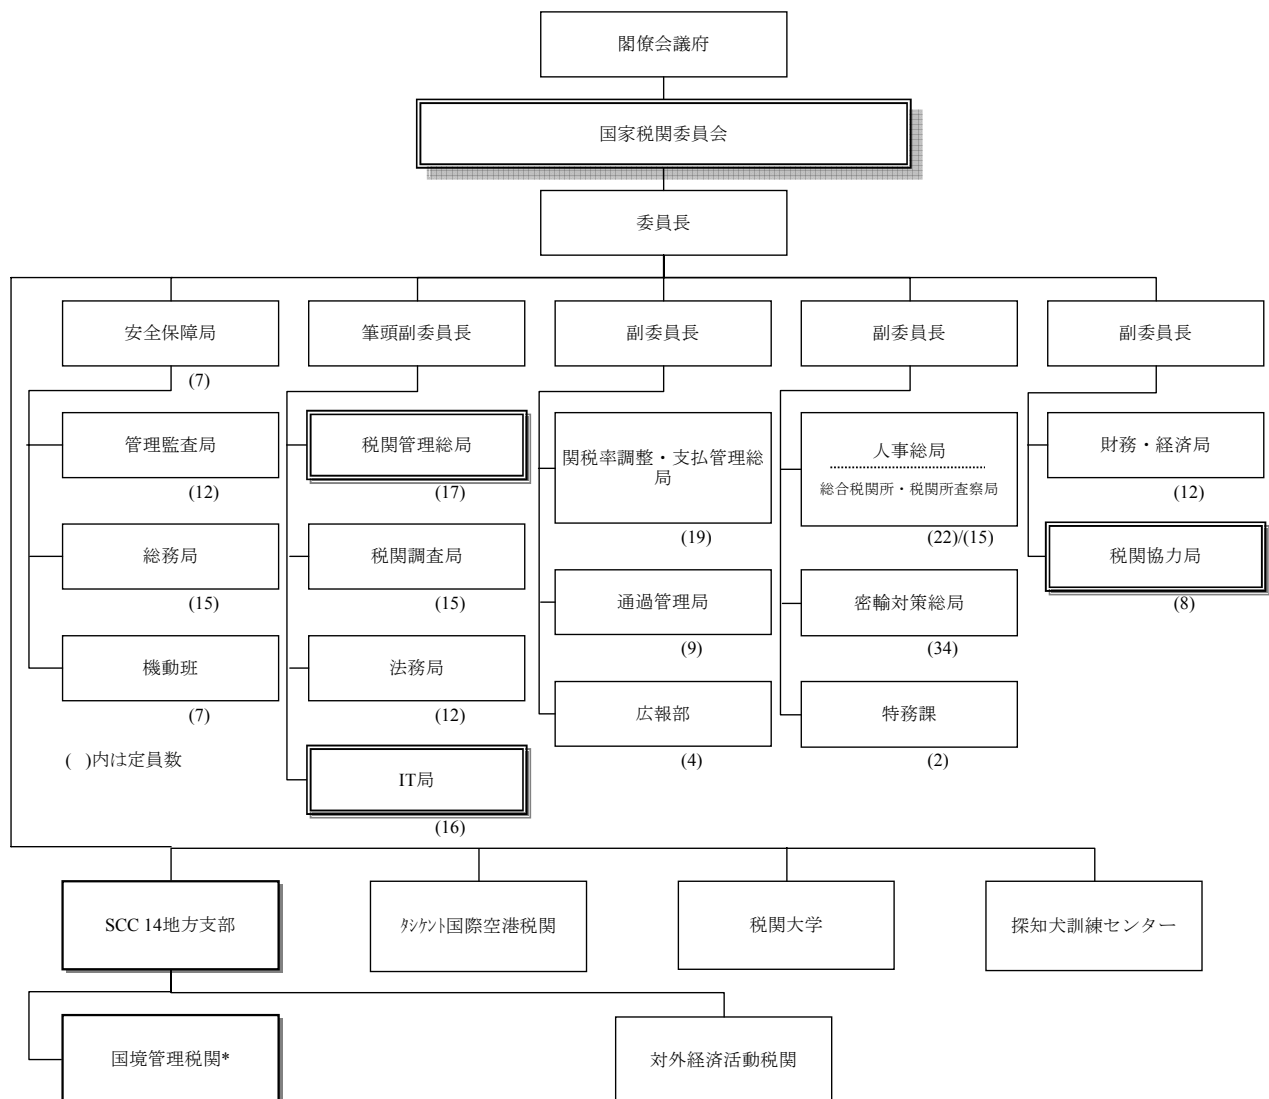 閣僚会議府
国家税関委員会
委員長
安全保障局
(7)
筆頭副委員長
副委員長
副委員長
副委員長
管理監査局
(12)
総務局
(15)
機動班
(7)
(　)内は定員数
税関管理総局
(17)
税関調査局
(15)
法務局
(12)
IT局
(16)
関税率調整・支払管理総
局
(19)
通過管理局
(9)
広報部
(4)
人事総局
総合税関所・税関所査察局
(22)/(15)
密輸対策総局
(34)
特務課
(2)
財務・経済局
(12)
税関協力局
(8)
SCC 14地方支部
ﾀｼｹﾝﾄ国際空港税関
税関大学
探知犬訓練センター
国境管理税関*
対外経済活動税関